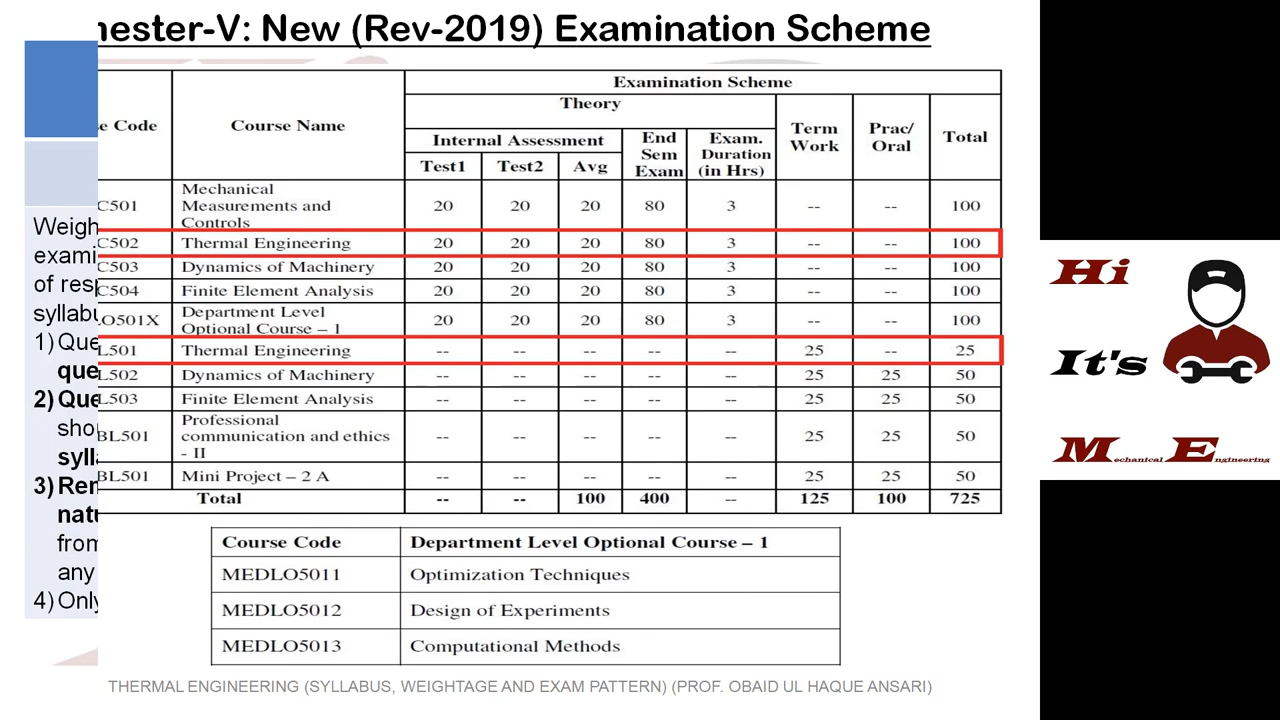 nester-V: New (Rev-2019) Examination Scheme
e Code Course Name Examination Scheme
Theory Term Work Prac/ Oral Total
Internal Assessment End Sem Exam Exam. Duration (in Hrs)
Test1 Test2 Avg
C501 Mechanical Measurements and Controls 20 20 20 80 3 -- -- 100
C502 Thermal Engineering 20 20 20 80 3 -- -- 100
C503 Dynamics of Machinery 20 20 20 80 3 -- -- 100
C504 Finite Element Analysis 20 20 20 80 3 -- -- 100
O501X Department Level Optional Course – 1 20 20 20 80 3 -- -- 100
L501 Thermal Engineering -- -- -- -- -- 25 -- 25
L502 Dynamics of Machinery -- -- -- -- -- 25 25 50
L503 Finite Element Analysis -- -- -- -- -- 25 25 50
BL501 Professional communication and ethics - II -- -- -- -- -- 25 25 50
BL501 Mini Project – 2 A -- -- -- -- -- 25 25 50
Total -- -- 100 400 -- 125 100 725
Course Code Department Level Optional Course – 1
MEDLO5011 Optimization Techniques
MEDLO5012 Design of Experiments
MEDLO5013 Computational Methods
Weigh
exami
of resp
syllabu
1) Que
que
2) Que
sho
sylla
3) Ren
natu
from
any
4) Only
THERMAL ENGINEERING (SYLLABUS, WEIGHTAGE AND EXAM PATTERN) (PROF. OBAID UL HAQUE ANSARI)
Hi
It's
Mechanical Engineering